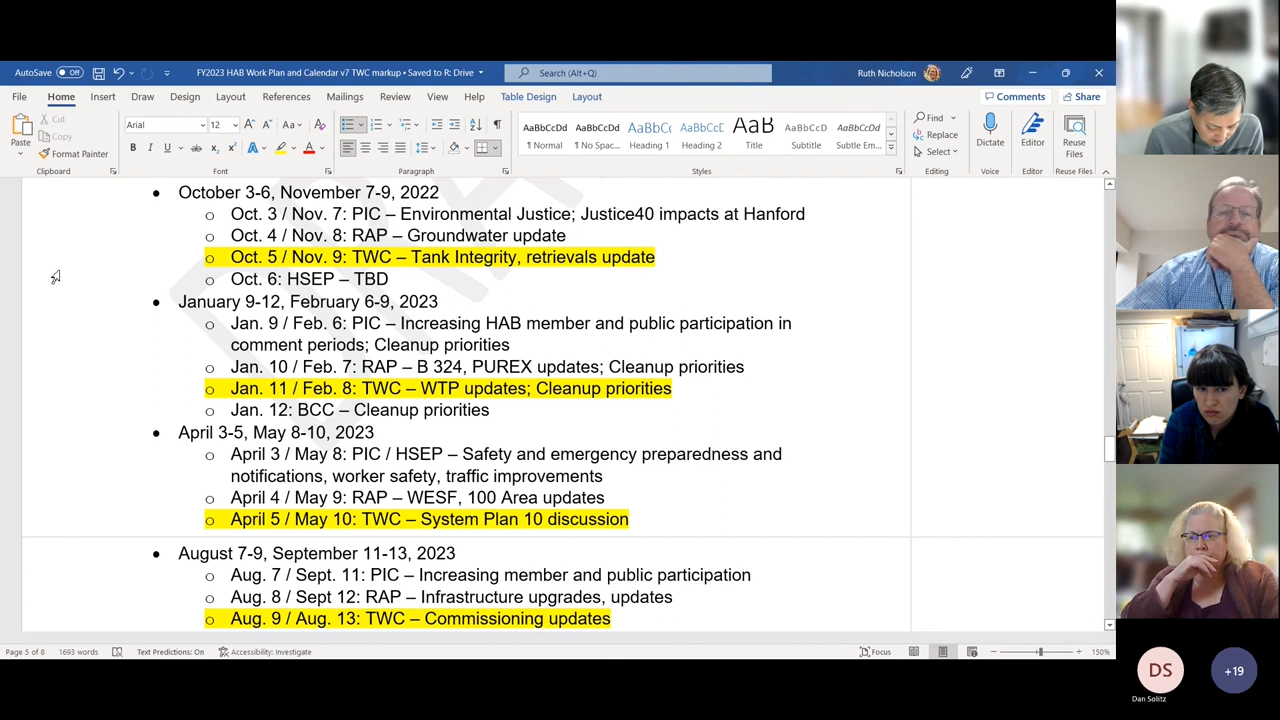 AutoSave Off FY2023 HAB Work Plan and Calendar v7 TWC markup • Saved to R: Drive Search (Alt+Q) Ruth Nicholson
File Home Insert Draw Design Layout References Mailings Review View Help Table Design Layout Comments Share
Paste Cut Copy Format Painter
Arial 12 Aa
AaBbCcDd AaBbCcDd AaBbCc AaBbCcD AaB AaBbCcD AaBbCcDd
¶ Normal ¶ No Spac... Heading 1 Heading 2 Title Subtitle Subtle Em...
Find Replace Select Dictate Editor Reuse Files
Clipboard Font Paragraph Styles Editing Voice Editor Reuse Files
• October 3-6, November 7-9, 2022
o Oct. 3 / Nov. 7: PIC – Environmental Justice; Justice40 impacts at Hanford
o Oct. 4 / Nov. 8: RAP – Groundwater update
o Oct. 5 / Nov. 9: TWC – Tank Integrity, retrievals update
o Oct. 6: HSEP – TBD
• January 9-12, February 6-9, 2023
o Jan. 9 / Feb. 6: PIC – Increasing HAB member and public participation in
comment periods; Cleanup priorities
o Jan. 10 / Feb. 7: RAP – B 324, PUREX updates; Cleanup priorities
o Jan. 11 / Feb. 8: TWC – WTP updates; Cleanup priorities
o Jan. 12: BCC – Cleanup priorities
• April 3-5, May 8-10, 2023
o April 3 / May 8: PIC / HSEP – Safety and emergency preparedness and
notifications, worker safety, traffic improvements
o April 4 / May 9: RAP – WESF, 100 Area updates
o April 5 / May 10: TWC – System Plan 10 discussion
• August 7-9, September 11-13, 2023
o Aug. 7 / Sept. 11: PIC – Increasing member and public participation
o Aug. 8 / Sept 12: RAP – Infrastructure upgrades, updates
o Aug. 9 / Aug. 13: TWC – Commissioning updates
Page 5 of 8 1693 words Text Predictions: On Accessibility: Investigate Focus 150%
DS
Dan Solitz
+19